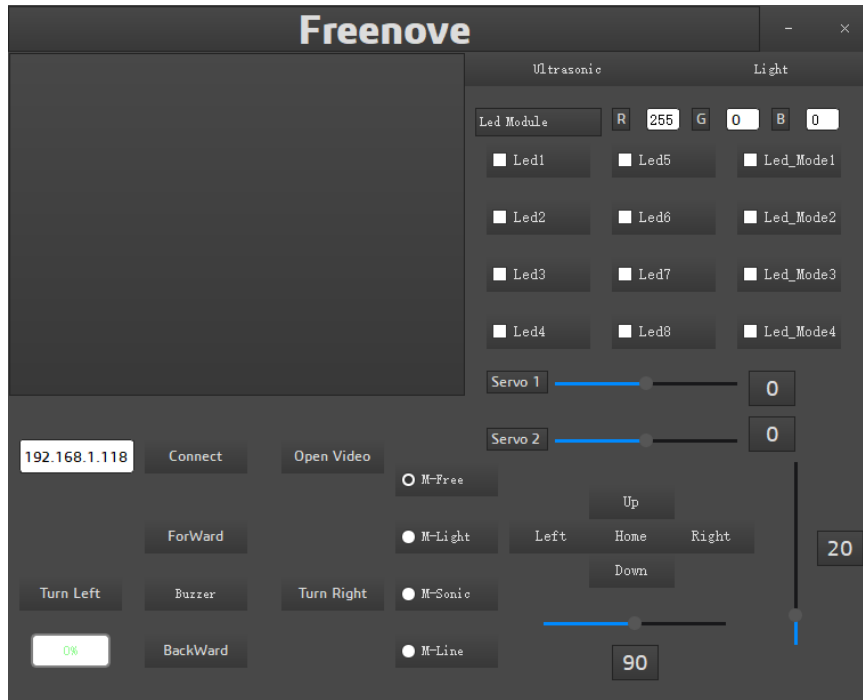 Freenove
- ×
Ultrasonic Light
Led Module R 255 G 0 B 0
Led1 Led5 Led_Mode1
Led2 Led6 Led_Mode2
Led3 Led7 Led_Mode3
Led4 Led8 Led_Mode4
Servo 1 0
Servo 2 0
192.168.1.118 Connect Open Video
M-Free
Up
ForWard M-Light Left Home Right 20
Down
Turn Left Buzzer Turn Right M-Sonic
0% BackWard M-Line 90